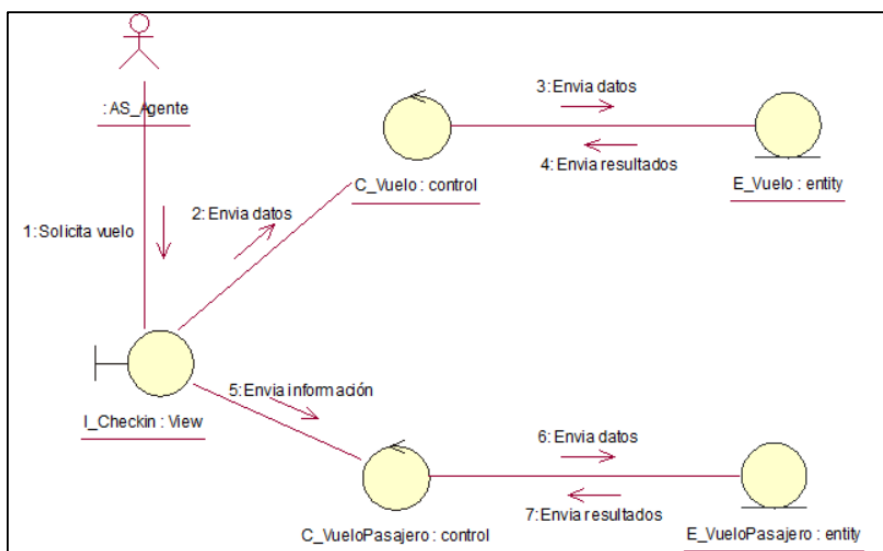 : AS_Agente
1:Solicita vuelo
2: Envia datos
C_Vuelo : control
3:Envia datos
4: Envia resultados
E_Vuelo : entity
I_Checkin : View
5:Envia información
C_VueloPasajero : control
6: Envia datos
7:Envia resultados
E_VueloPasajero : entity